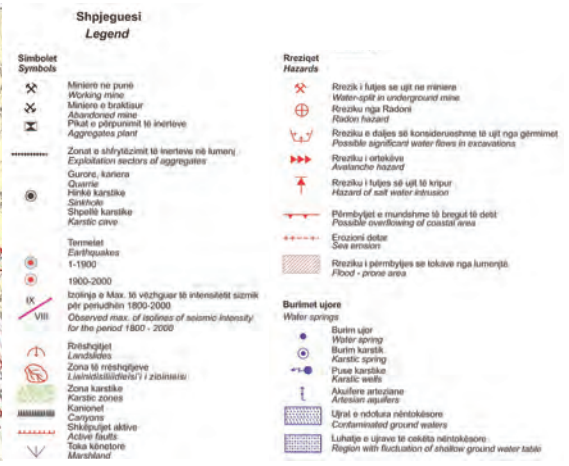 Shpjeguesi
Legend
Simbolet
Symbols
Miniere ne pune
Working mine
Miniere e braktisur
Abandoned mine
Pikat e përpunimit të inerteve
Aggregates plant
Zonat e shfrytëzimit të inerteve në lumenj
Exploitation sectors of aggregates
Gurore, kariera
Quarrie
Hinkë karstike
Sinkhole
Shpellë karstike
Karstic cave
Termetet
Earthquakes
1-1900
1900-2000
IX
VIII
Izolinja e Max. të vëzhguar të intensitetit sizmik
për periudhën 1800-2000
Observed max. of isolines of seismic intensity
for the period 1800 - 2000
Rrëshqitjet
Landslides
Zona të rrëshqitjeve
Zona karstike
Karstic zones
Kanionet
Canyons
Shkëputjet aktive
Active faults
Toka kënetore
Marshland
Rreziqet
Hazards
Rrezik i futjes se ujit ne miniere
Water-split in underground mine
Rreziku nga Radoni
Radon hazard
Rreziku e daljes së konsiderueshme të ujit nga gërmimet
Possible significant water flows in excavations
Rreziku i ortekëve
Avalanche hazard
Rreziku i futjes së ujit të kripur
Hazard of salt water intrusion
Përmbytjet e mundshme të bregut të detit
Possible overflowing of coastal area
Erozioni detar
Sea erosion
Rreziku i përmbytjes së tokave nga lumenjtë
Flood - prone area
Burimet ujore
Water springs
Burim ujor
Water spring
Burim karstik
Karstic spring
Puse karstike
Karstic wells
Akuifere arteziane
Artesian aquifers
Ujrat e ndotura nëntokësore
Contaminated ground waters
Luhatje e ujrave të cekëta nëntokësore
Region with fluctuation of shallow ground water table